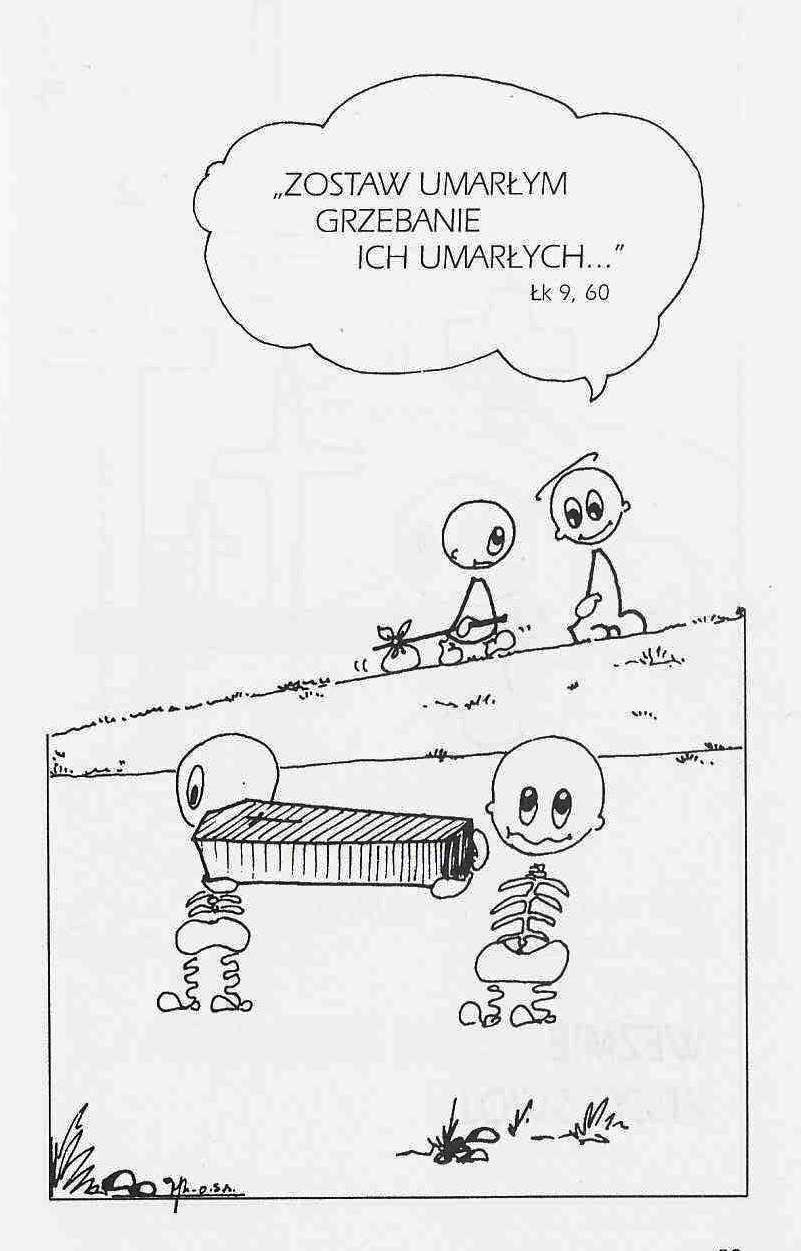 „ZOSTAW UMARŁYM
GRZEBANIE
ICH UMARŁYCH...”
Łk 9, 60